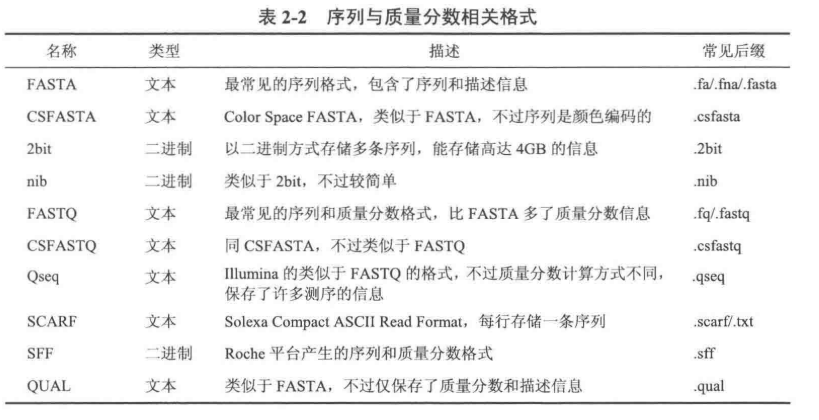 表 2-2 序列与质量分数相关格式
名称 类型 描述 常见后缀
FASTA 文本 最常见的序列格式，包含了序列和描述信息 .fa/.fna/.fasta
CSFASTA 文本 Color Space FASTA，类似于 FASTA，不过序列是颜色编码的 .csfasta
2bit 二进制 以二进制方式存储多条序列，能存储高达 4GB 的信息 .2bit
nib 二进制 类似于 2bit，不过较简单 .nib
FASTQ 文本 最常见的序列和质量分数格式，比 FASTA 多了质量分数信息 .fq/.fastq
CSFASTQ 文本 同 CSFASTA，不过类似于 FASTQ .csfastq
Qseq 文本 Illumina 的类似于 FASTQ 的格式，不过质量分数计算方式不同， .qseq
保存了许多测序的信息
SCARF 文本 Solexa Compact ASCII Read Format，每行存储一条序列 .scarf/.txt
SFF 二进制 Roche 平台产生的序列和质量分数格式 .sff
QUAL 文本 类似于 FASTA，不过仅保存了质量分数和描述信息 .qual